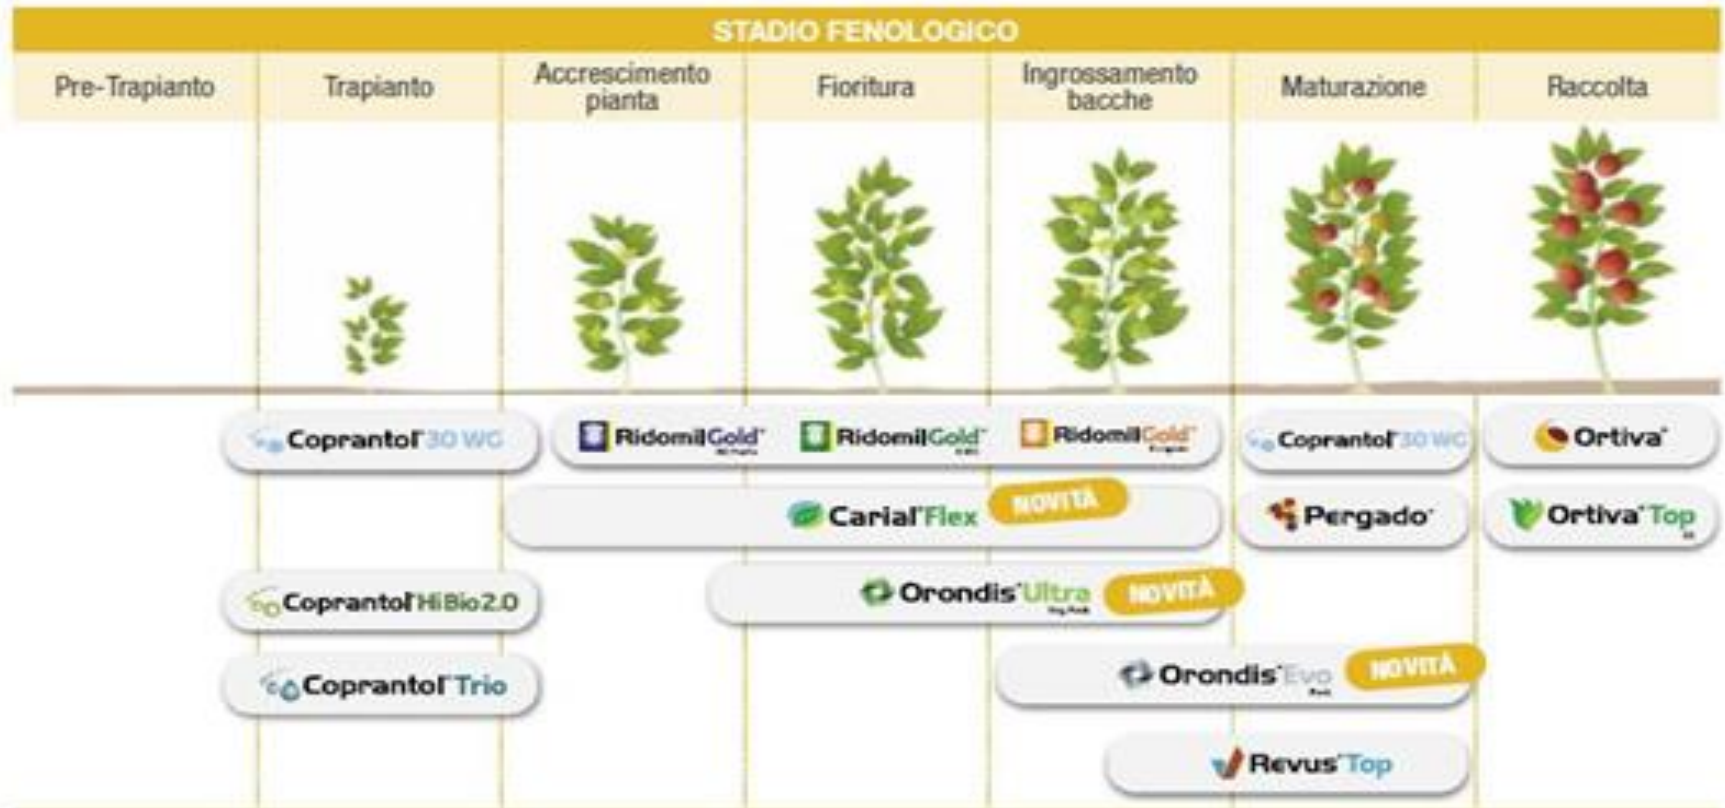 STADIO FENOLOGICO
Pre-Trapianto
Trapianto
Accrescimento
pianta
Fioritura
Ingrossamento
bacche
Maturazione
Raccolta
Coprantol 30 WG
RidomilGold
RidomilGold
RidomilGold
Coprantol 30 WG
Ortiva
Carial Flex
NOVITÀ
Pergado
Ortiva Top
Coprantol HiBio2.0
Orondis Ultra
NOVITÀ
Coprantol Trio
Orondis Evo
NOVITÀ
Revus Top